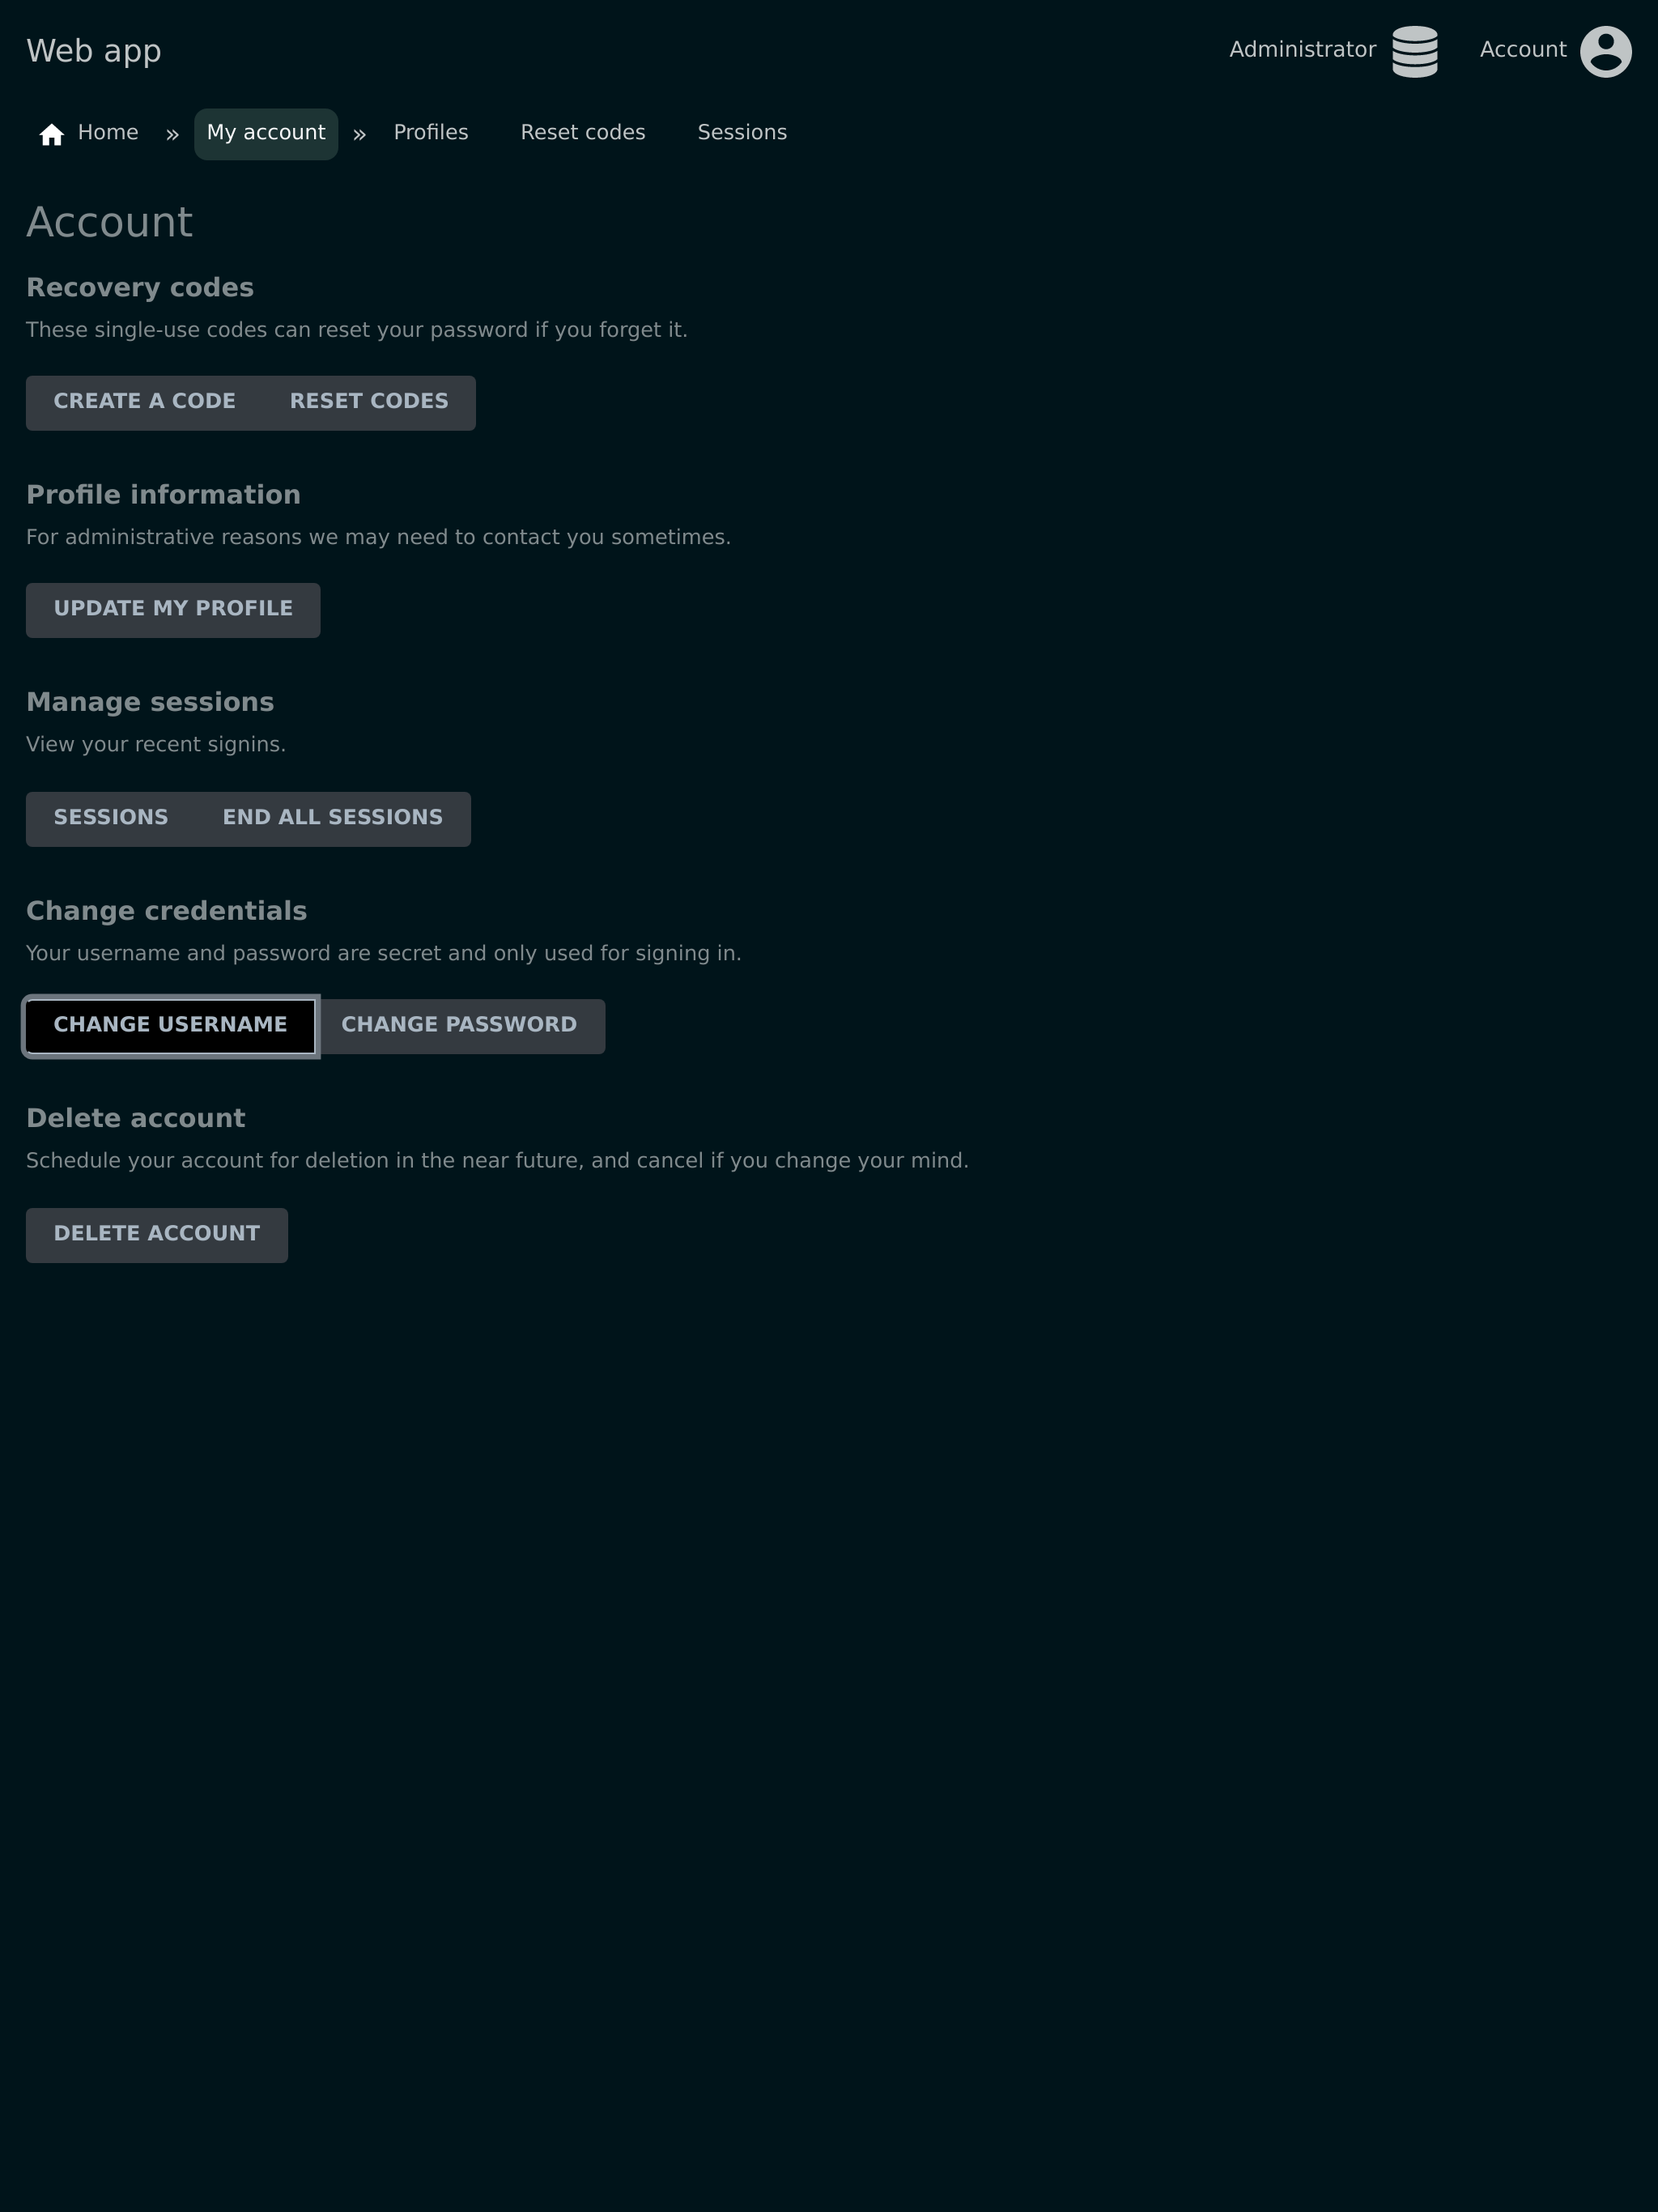 Web app
Administrator
Account
Home » My account » Profiles Reset codes Sessions
Account
Recovery codes
These single-use codes can reset your password if you forget it.
CREATE A CODE RESET CODES
Profile information
For administrative reasons we may need to contact you sometimes.
UPDATE MY PROFILE
Manage sessions
View your recent signins.
SESSIONS END ALL SESSIONS
Change credentials
Your username and password are secret and only used for signing in.
CHANGE USERNAME CHANGE PASSWORD
Delete account
Schedule your account for deletion in the near future, and cancel if you change your mind.
DELETE ACCOUNT